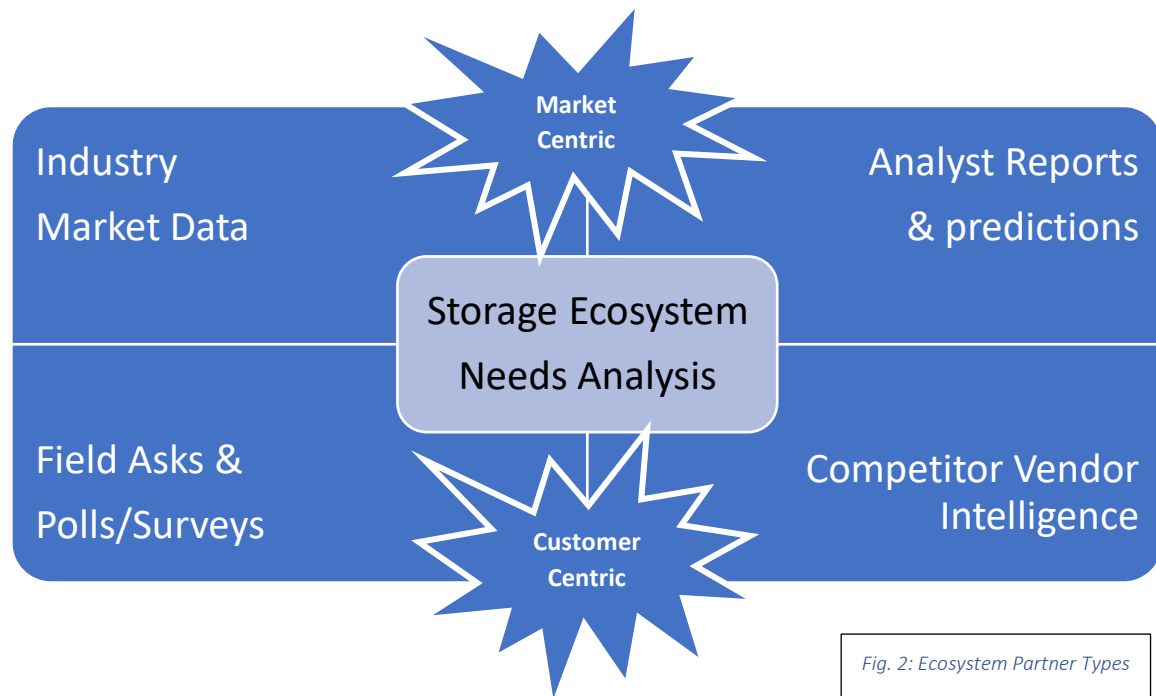 Market
Centric
Industry
Market Data
Analyst Reports
& predictions
Storage Ecosystem
Needs Analysis
Field Asks &
Polls/Surveys
Competitor Vendor
Intelligence
Customer
Centric
Fig. 2: Ecosystem Partner Types